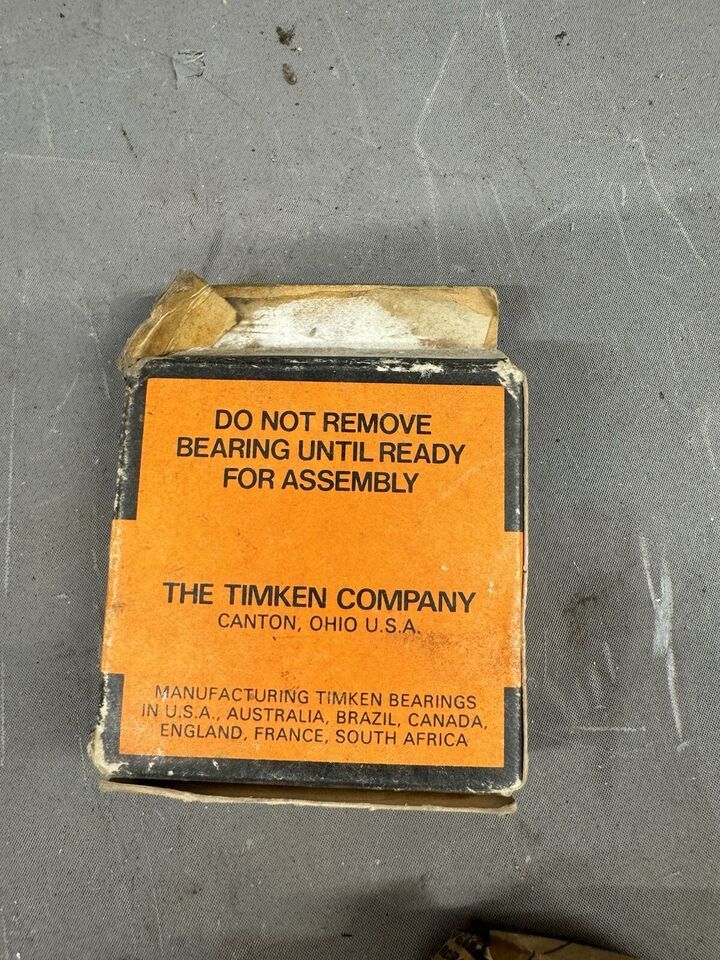 DO NOT REMOVE
BEARING UNTIL READY
FOR ASSEMBLY
THE TIMKEN COMPANY
CANTON, OHIO U.S.A.
MANUFACTURING TIMKEN BEARINGS
IN U.S.A., AUSTRALIA, BRAZIL, CANADA,
ENGLAND, FRANCE, SOUTH AFRICA